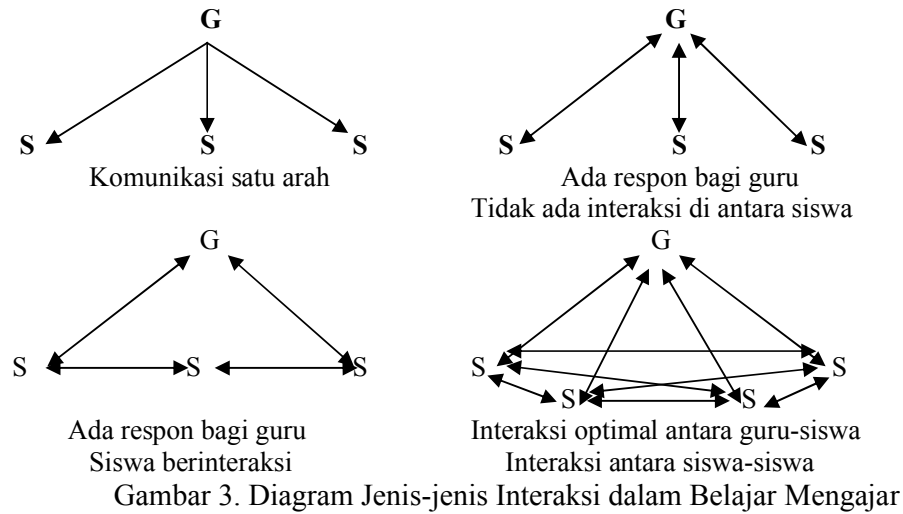 G
G
S
S
S
S
S
S
Komunikasi satu arah
Ada respon bagi guru
Tidak ada interaksi di antara siswa
G
G
S
S
S
S
S
S
S
Ada respon bagi guru
Siswa berinteraksi
Interaksi optimal antara guru-siswa
Interaksi antara siswa-siswa
Gambar 3. Diagram Jenis-jenis Interaksi dalam Belajar Mengajar